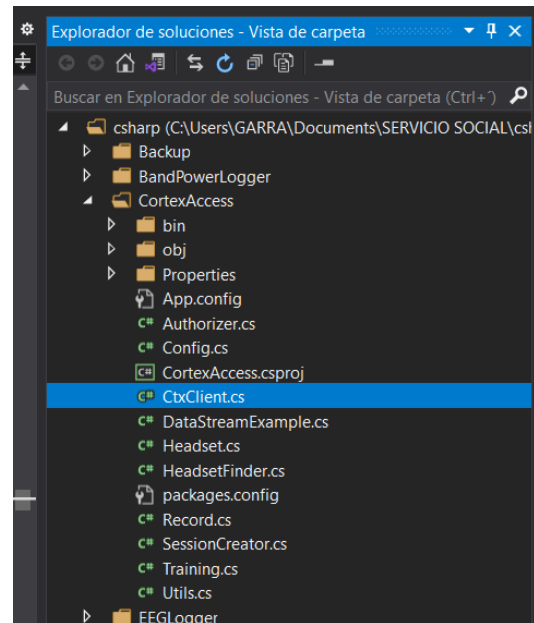 Explorador de soluciones - Vista de carpeta
Buscar en Explorador de soluciones - Vista de carpeta (Ctrl+´)
csharp (C:\Users\GARRA\Documents\SERVICIO SOCIAL\csh
Backup
BandPowerLogger
CortexAccess
bin
obj
Properties
App.config
C# Authorizer.cs
C# Config.cs
C# CortexAccess.csproj
C# CtxClient.cs
C# DataStreamExample.cs
C# Headset.cs
C# HeadsetFinder.cs
packages.config
C# Record.cs
C# SessionCreator.cs
C# Training.cs
C# Utils.cs
EEGLogger